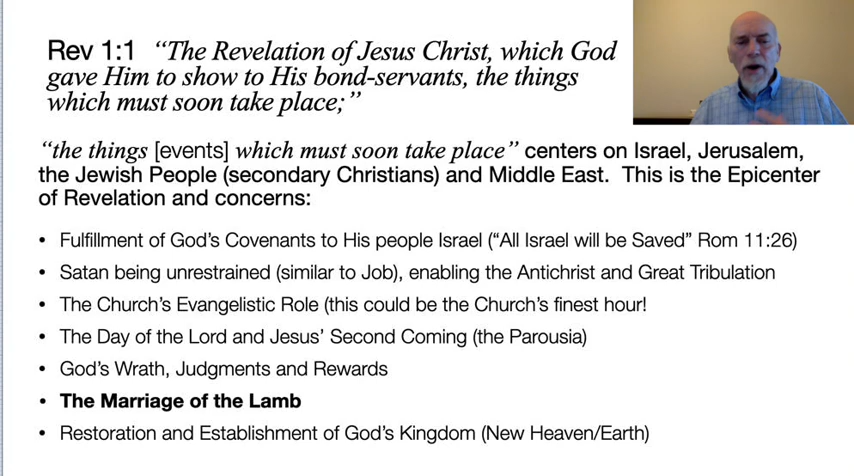 Rev 1:1 “The Revelation of Jesus Christ, which God
gave Him to show to His bond-servants, the things
which must soon take place;”
“the things [events] which must soon take place” centers on Israel, Jerusalem,
the Jewish People (secondary Christians) and Middle East. This is the Epicenter
of Revelation and concerns:
• Fulfillment of God’s Covenants to His people Israel (“All Israel will be Saved” Rom 11:26)
• Satan being unrestrained (similar to Job), enabling the Antichrist and Great Tribulation
• The Church’s Evangelistic Role (this could be the Church’s finest hour!
• The Day of the Lord and Jesus’ Second Coming (the Parousia)
• God’s Wrath, Judgments and Rewards
• The Marriage of the Lamb
• Restoration and Establishment of God’s Kingdom (New Heaven/Earth)